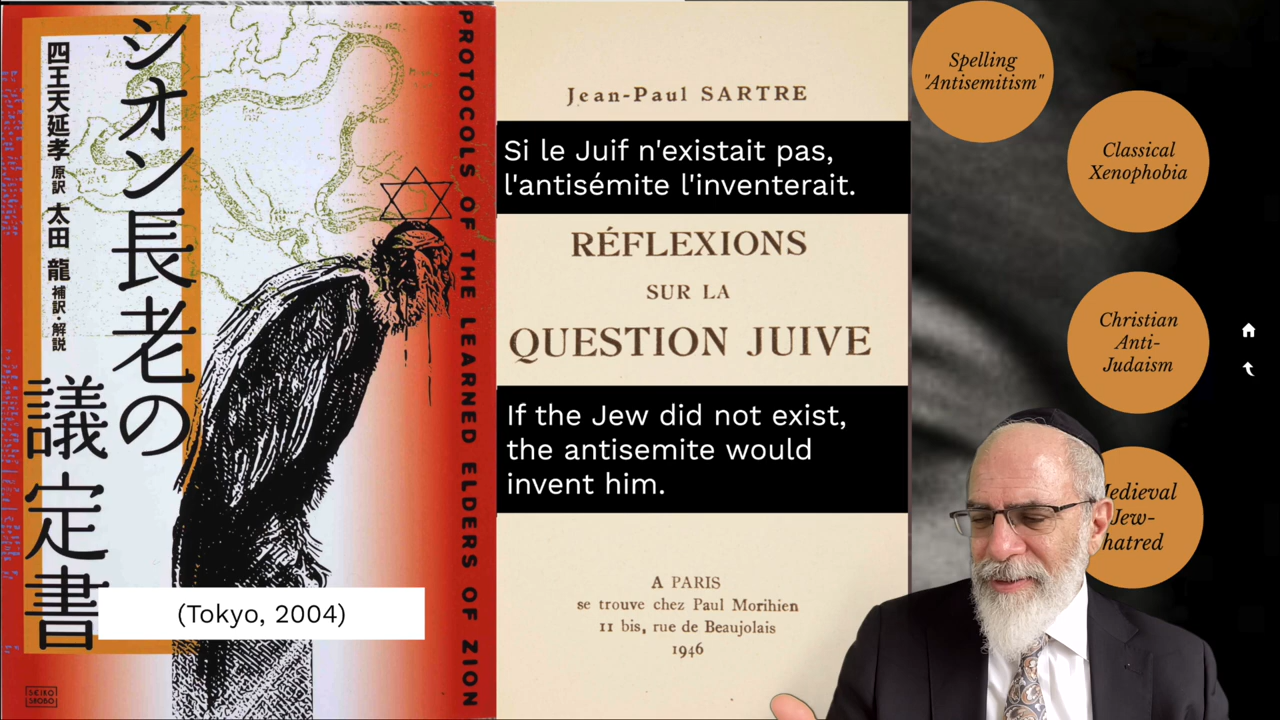 シオン長老の
議定書
四王天延孝 原訳 太田 龍 補訳・解説
PROTOCOLS OF THE LEARNED ELDERS OF ZION
(Tokyo, 2004)
SEIKO
SHOBO
Jean-Paul SARTRE
Si le Juif n'existait pas,
l'antisémite l'inventerait.
RÉFLEXIONS
SUR LA
QUESTION JUIVE
If the Jew did not exist,
the antisemite would
invent him.
A PARIS
se trouve chez Paul Morihien
11 bis, rue de Beaujolais
1946
Spelling
"Antisemitism"
Classical
Xenophobia
Christian
Anti-
Judaism
Medieval
Jew-
hatred